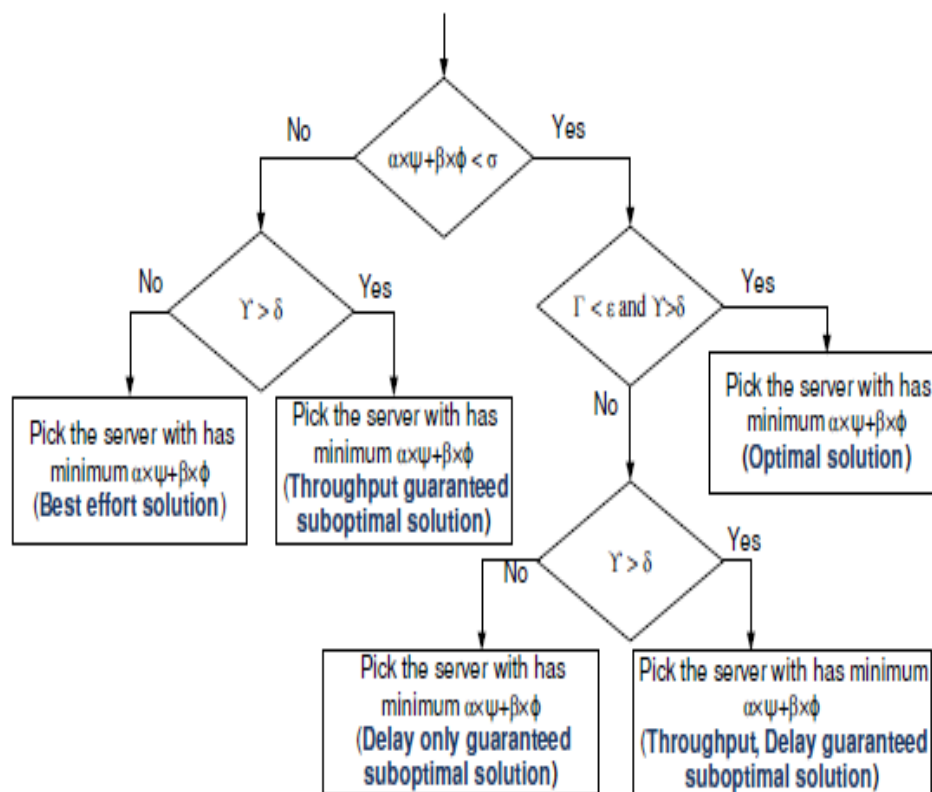 No
Yes
α×ψ+β×ϕ < σ
No
Yes
ϒ > δ
Γ < ε and ϒ>δ
Yes
No
Pick the server with has
minimum α×ψ+β×ϕ
(Best effort solution)
Pick the server with has
minimum α×ψ+β×ϕ
(Throughput guaranteed
suboptimal solution)
Pick the server with has
minimum α×ψ+β×ϕ
(Optimal solution)
ϒ > δ
No
Yes
Pick the server with has
minimum α×ψ+β×ϕ
(Delay only guaranteed
suboptimal solution)
Pick the server with has minimum
α×ψ+β×ϕ
(Throughput, Delay guaranteed
suboptimal solution)